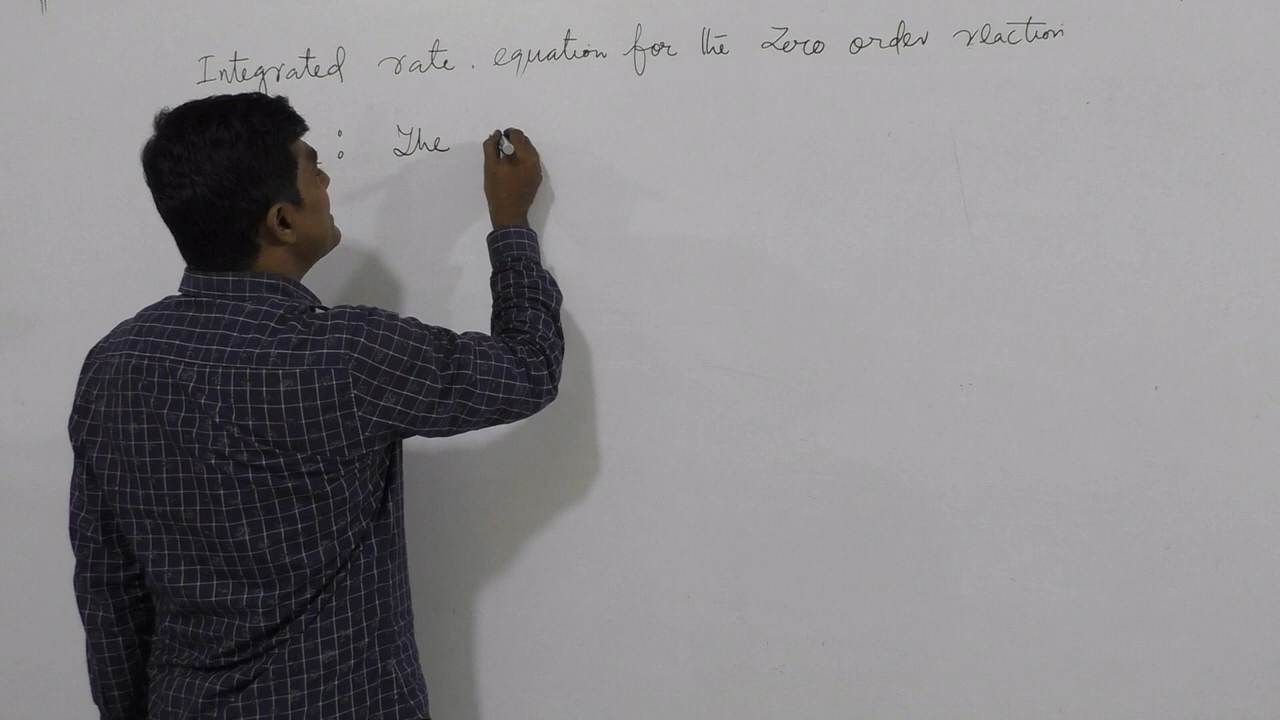 Integrated rate . equation for the Zero order reaction
: The